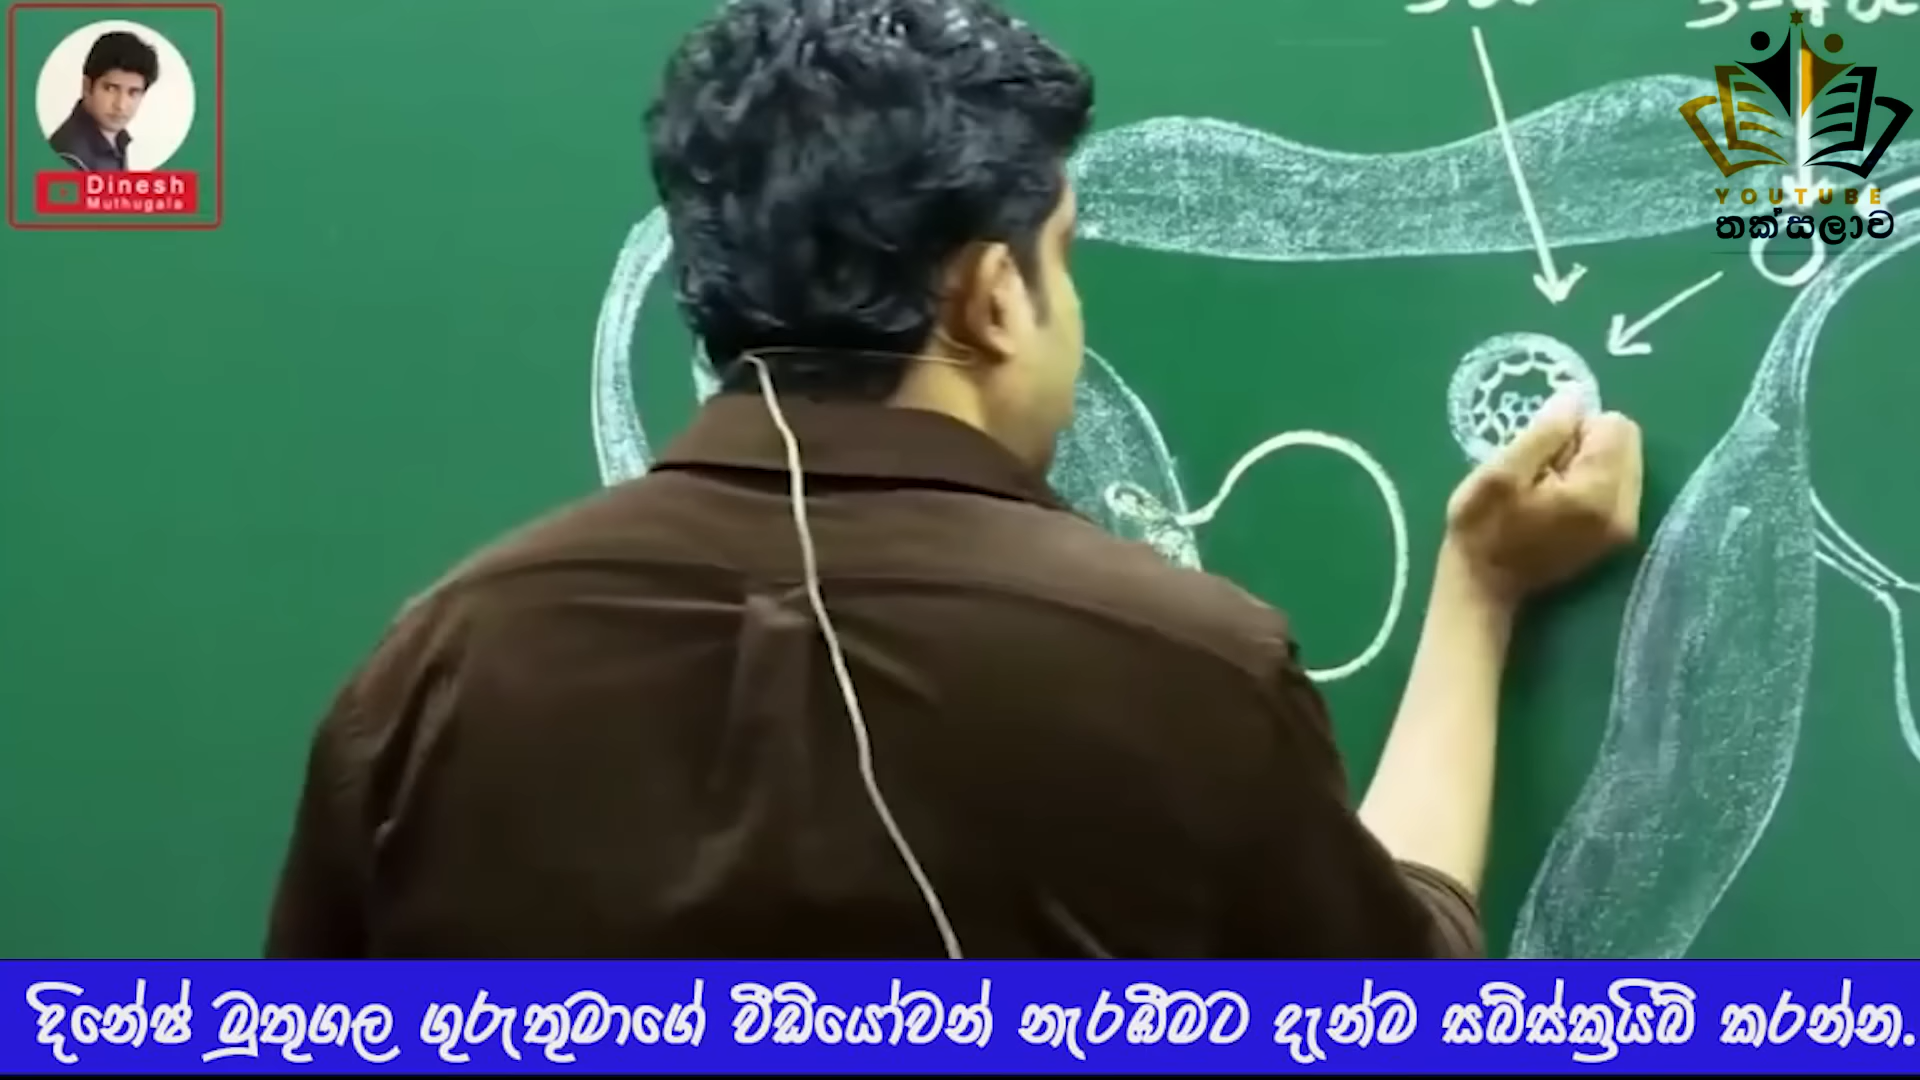 Dinesh
Muthugala
YOUTUBE
තක්සලාව
දිනේෂ් මූතුගල ගුරුතුමාගේ වීඩියෝවන් නැරඹීමට දැන්ම සබ්ස්ක්‍රයිබ් කරන්න.